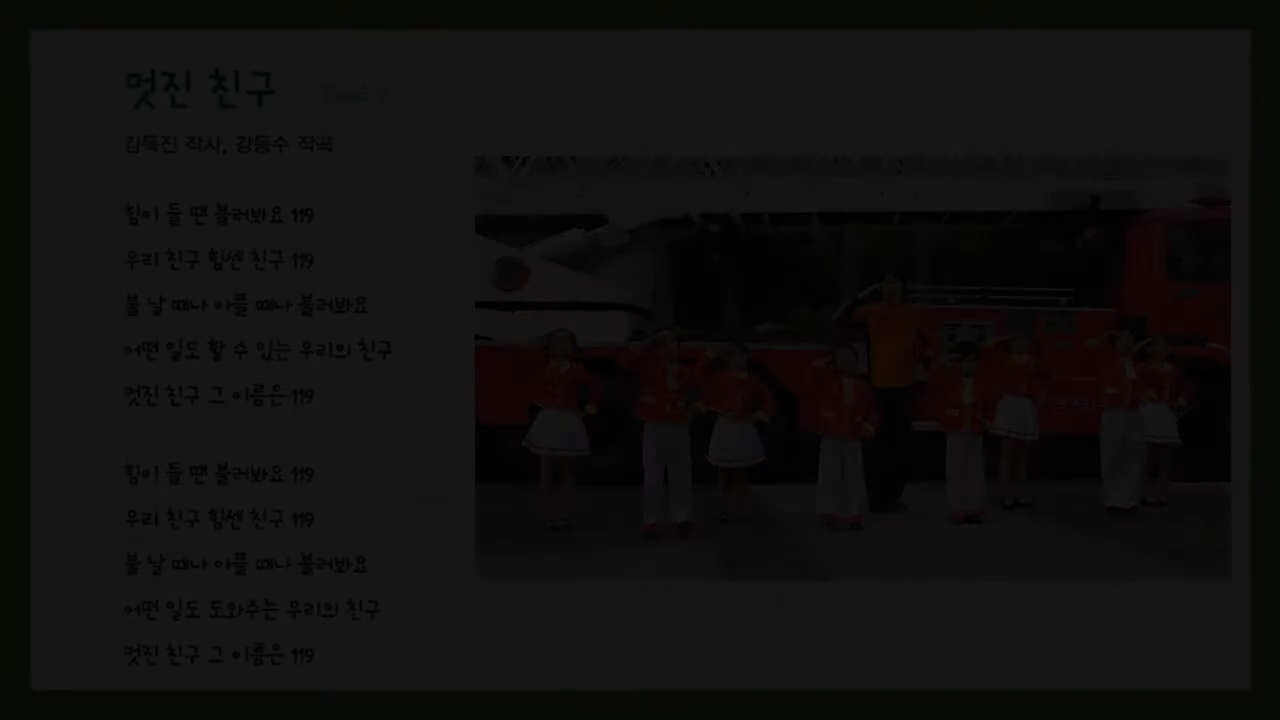 멋진 친구
김독진 작사, 강동수 작곡
힘이 들 땐 불러봐요 119
우리 친구 힘센 친구 119
불 날 때나 아플 때나 불러봐요
어떤 일도 할 수 있는 우리의 친구
멋진 친구 그 이름은 119
힘이 들 땐 불러봐요 119
우리 친구 힘센 친구 119
불 날 때나 아플 때나 불러봐요
어떤 일도 도와주는 우리의 친구
멋진 친구 그 이름은 119